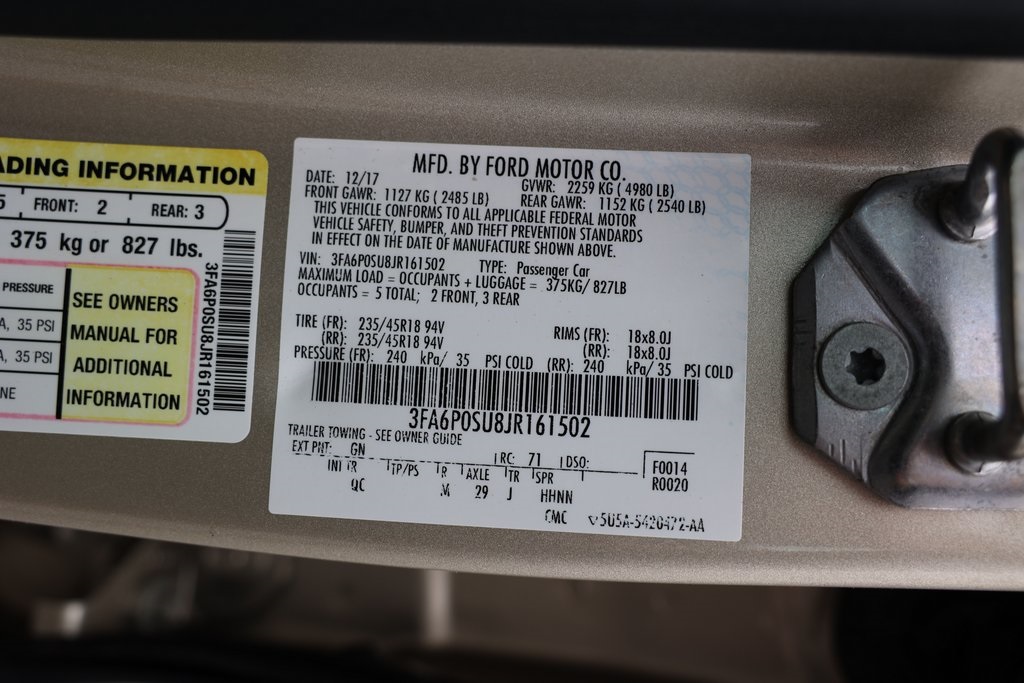 ADING INFORMATION
5 FRONT: 2 REAR: 3
375 kg or 827 lbs.
PRESSURE
35 PSI
35 PSI
SEE OWNERS
MANUAL FOR
ADDITIONAL
INFORMATION
3FA6P0SU8JR161502
MFD. BY FORD MOTOR CO.
DATE: 12/17 GVWR: 2259 KG ( 4980 LB)
FRONT GAWR: 1127 KG ( 2485 LB) REAR GAWR: 1152 KG ( 2540 LB)
THIS VEHICLE CONFORMS TO ALL APPLICABLE FEDERAL MOTOR
VEHICLE SAFETY, BUMPER, AND THEFT PREVENTION STANDARDS
IN EFFECT ON THE DATE OF MANUFACTURE SHOWN ABOVE.
VIN: 3FA6P0SU8JR161502 TYPE: Passenger Car
MAXIMUM LOAD = OCCUPANTS + LUGGAGE = 375KG/ 827LB
OCCUPANTS = 5 TOTAL; 2 FRONT, 3 REAR
TIRE (FR): 235/45R18 94V RIMS (FR): 18x8.0J
(RR): 235/45R18 94V (RR): 18x8.0J
PRESSURE (FR): 240 kPa/ 35 PSI COLD (RR): 240 kPa/ 35 PSI COLD
3FA6P0SU8JR161502
TRAILER TOWING - SEE OWNER GUIDE
EXT PNT: GN RC: 71 DSO: F0014
R0020
INT TR TP/PS R AXLE TR SPR
QC M 29 J HHNN
CMC 5U5A-5420472-AA